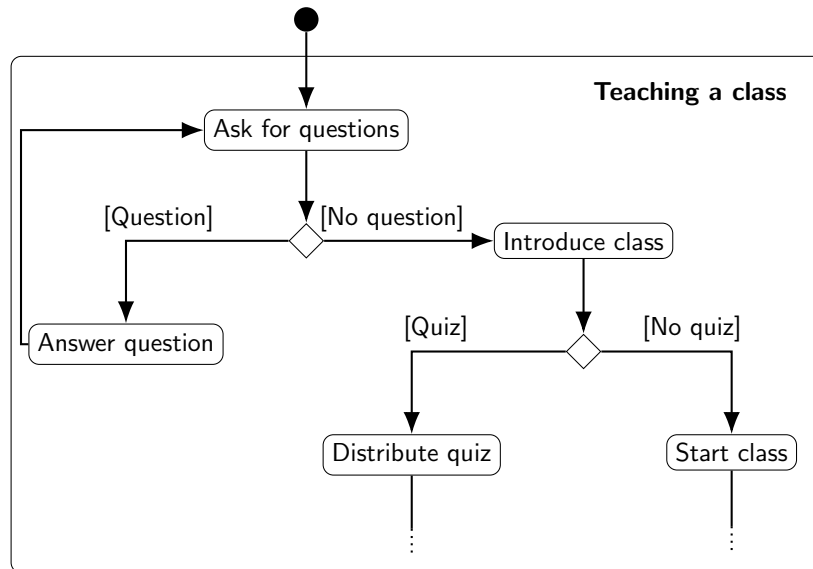 Teaching a class
Ask for questions
[Question]
[No question]
Introduce class
Answer question
[Quiz]
[No quiz]
Distribute quiz
Start class